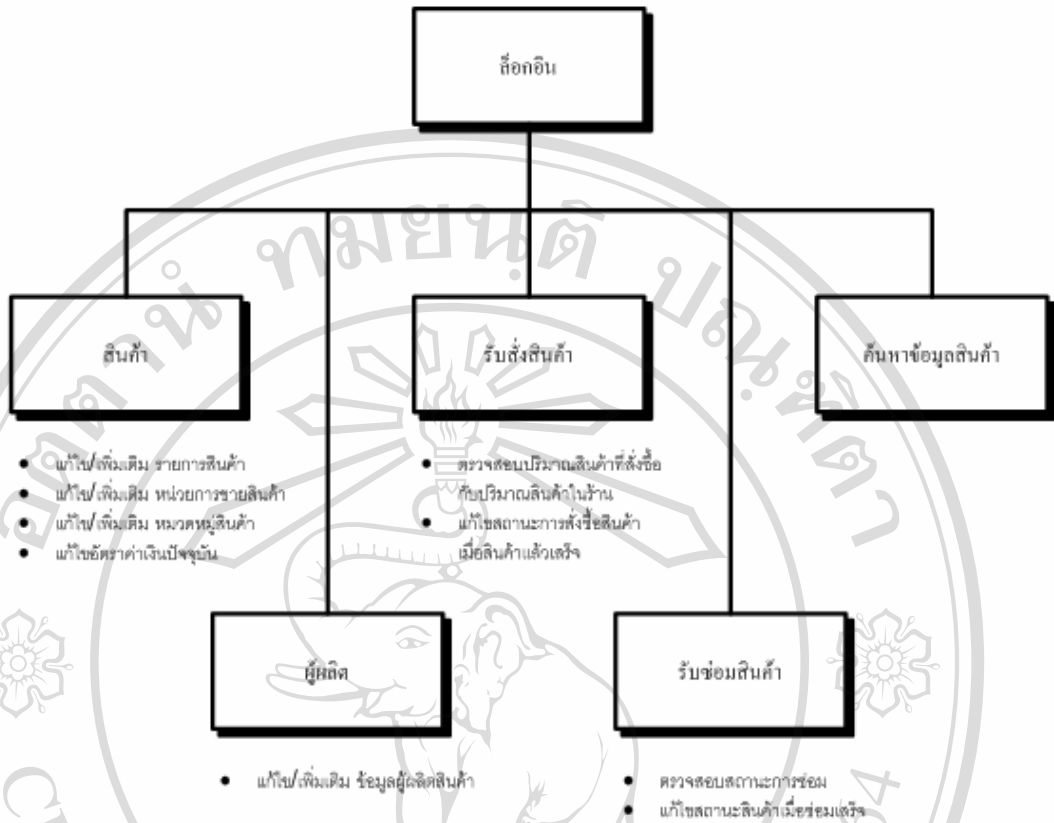 ล็อกอิน
สินค้า
รับสั่งสินค้า
ค้นหาข้อมูลสินค้า
แก้ไข/เพิ่มเติม รายการสินค้า
แก้ไข/เพิ่มเติม หน่วยการขายสินค้า
แก้ไข/เพิ่มเติม หมวดหมู่สินค้า
แก้ไขอัตราค่าเงินปัจจุบัน
ตรวจสอบปริมาณสินค้าที่สั่งซื้อ
กับปริมาณสินค้าในร้าน
แก้ไขสถานะการสั่งซื้อสินค้า
เมื่อสินค้าแล้วเสร็จ
ผู้ผลิต
รับซ่อมสินค้า
แก้ไข/เพิ่มเติม ข้อมูลผู้ผลิตสินค้า
ตรวจสอบสถานะการซ่อม
แก้ไขสถานะสินค้าเมื่อซ่อมเสร็จ